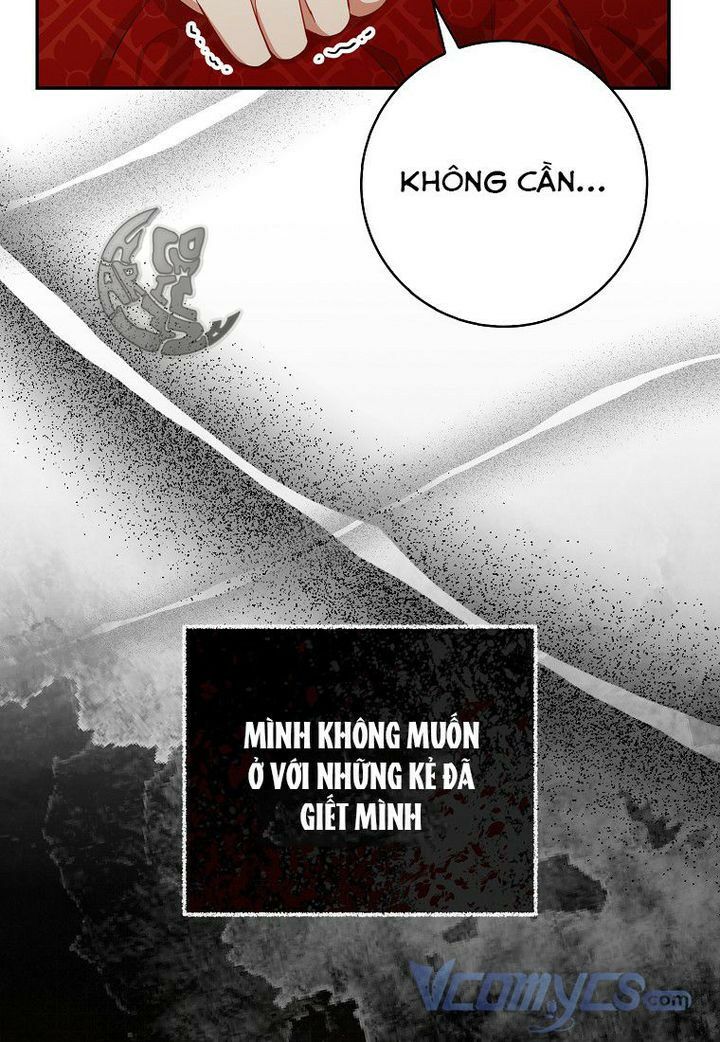 KHÔNG CẦN...
MÌNH KHÔNG MUỐN
Ở VỚI NHỮNG KẺ ĐÃ
GIẾT MÌNH
VCOMYCS.COM